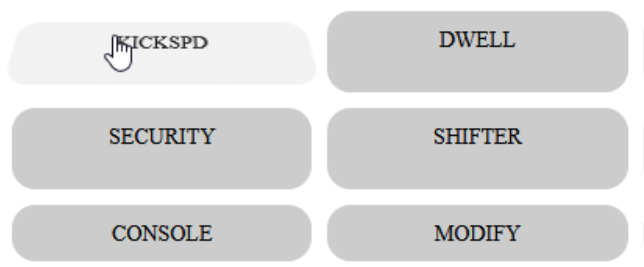 KICKSPD
DWELL
SECURITY
SHIFTER
CONSOLE
MODIFY